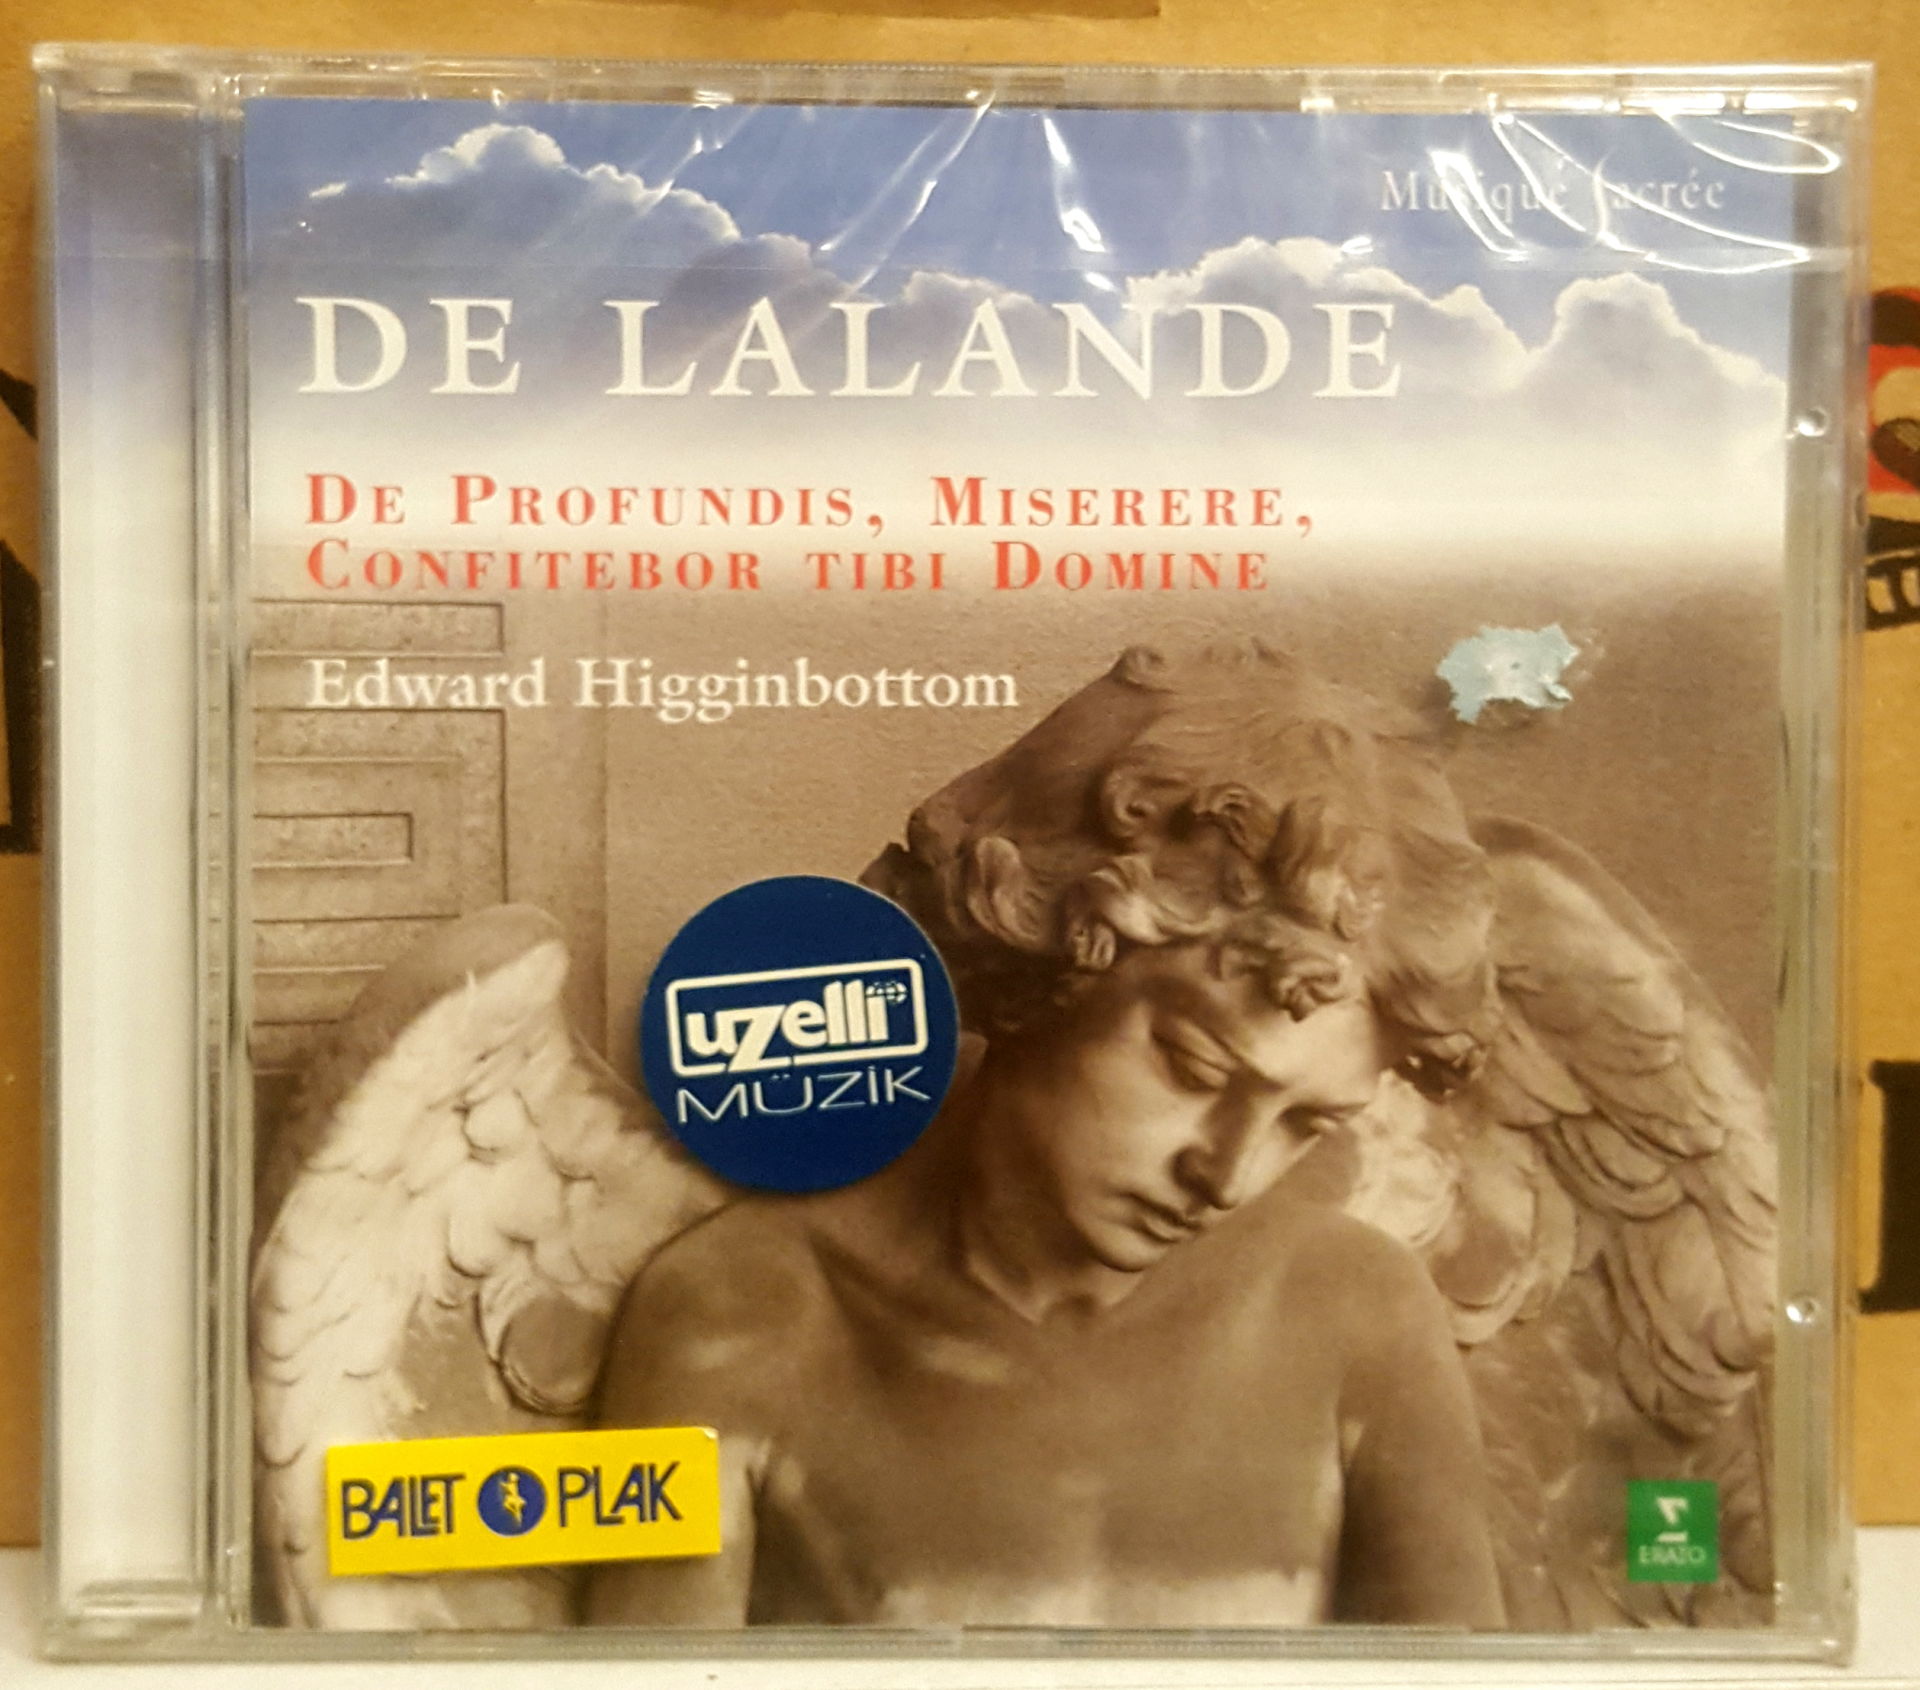 Musique Sacrée
DE LALANDE
DE PROFUNDIS, MISERERE,
CONFITEBOR TIBI DOMINE
Edward Higginbottom
uzelli
MÜZİK
BALET PLAK
ERATO